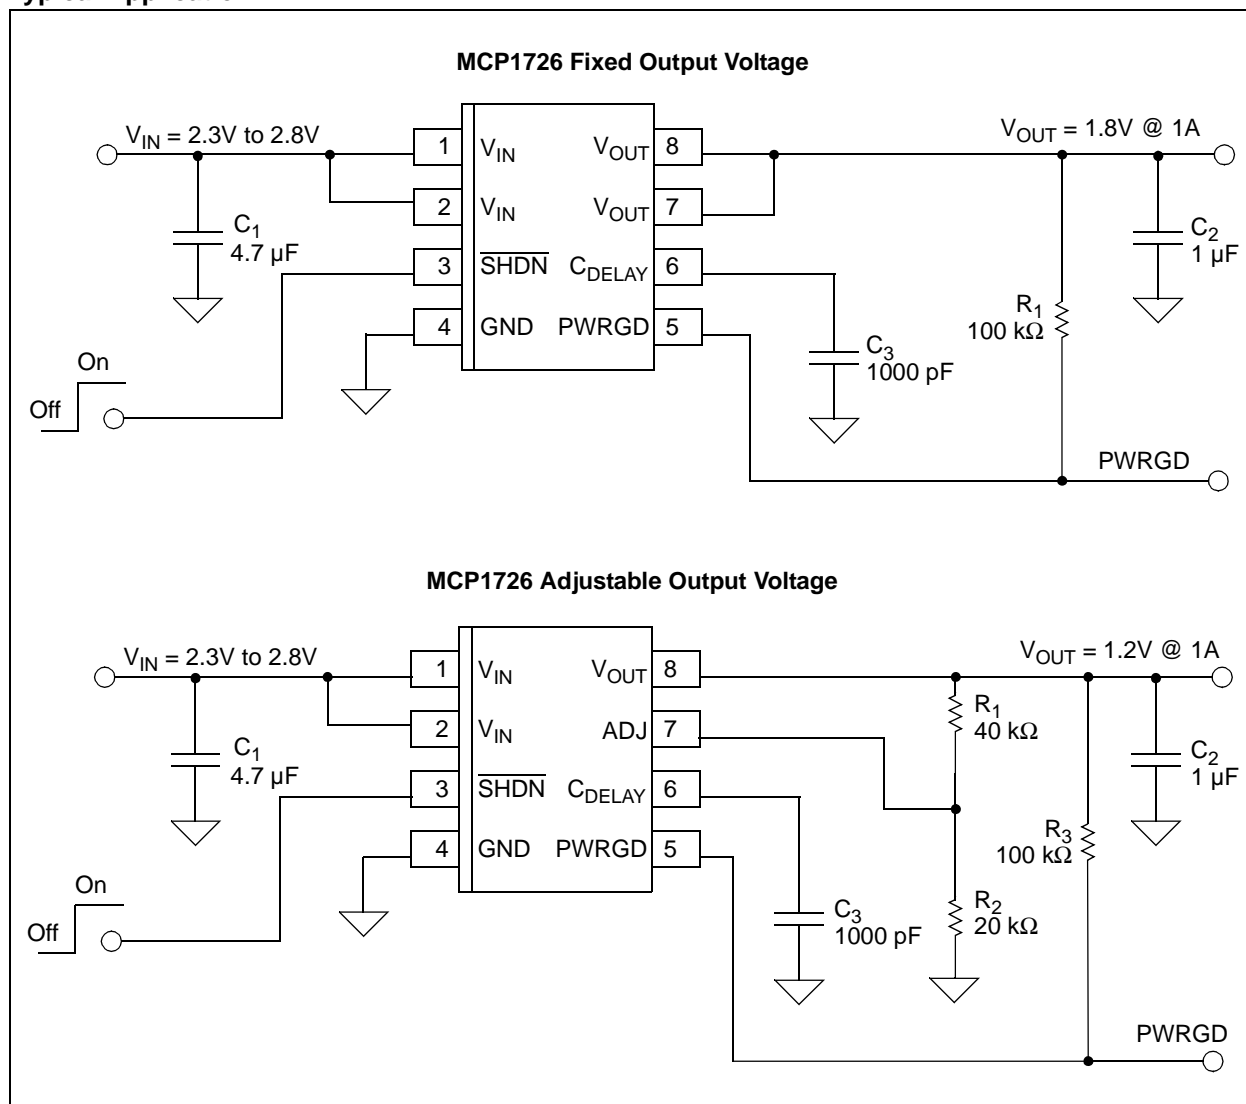 MCP1726 Fixed Output Voltage
V_IN = 2.3V to 2.8V
V_OUT = 1.8V @ 1A
1 V_IN V_OUT 8
2 V_IN V_OUT 7
3 SHDN C_DELAY 6
4 GND PWRGD 5
C_1
4.7 µF
C_2
1 µF
R_1
100 kΩ
C_3
1000 pF
On
Off
PWRGD
MCP1726 Adjustable Output Voltage
V_IN = 2.3V to 2.8V
V_OUT = 1.2V @ 1A
1 V_IN V_OUT 8
2 V_IN ADJ 7
3 SHDN C_DELAY 6
4 GND PWRGD 5
C_1
4.7 µF
R_1
40 kΩ
C_2
1 µF
R_3
100 kΩ
R_2
20 kΩ
C_3
1000 pF
On
Off
PWRGD